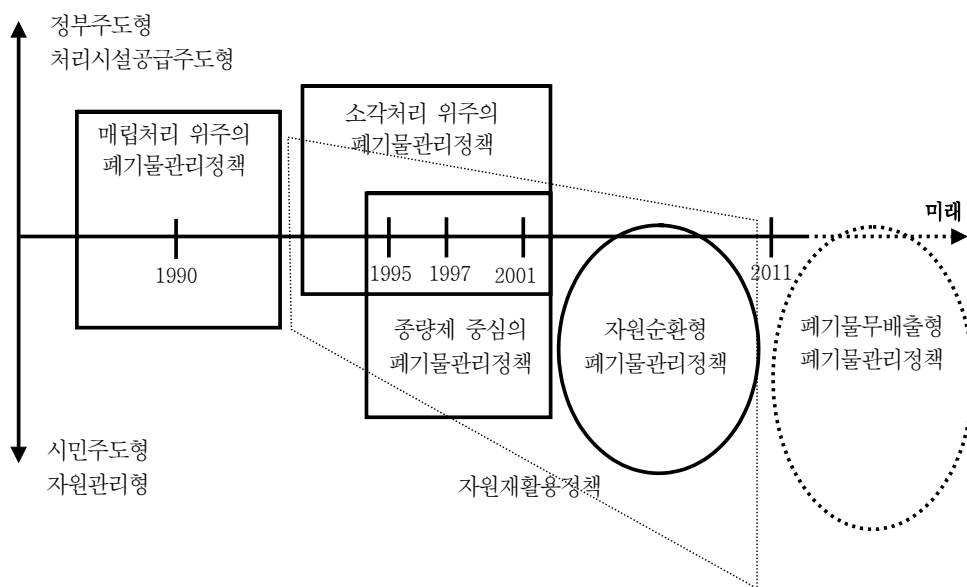 정부주도형
처리시설공급주도형
소각처리 위주의
폐기물관리정책
매립처리 위주의
폐기물관리정책
미래
1990
1995
1997
2001
2011
종량제 중심의
폐기물관리정책
자원순환형
폐기물관리정책
폐기물무배출형
폐기물관리정책
시민주도형
자원관리형
자원재활용정책